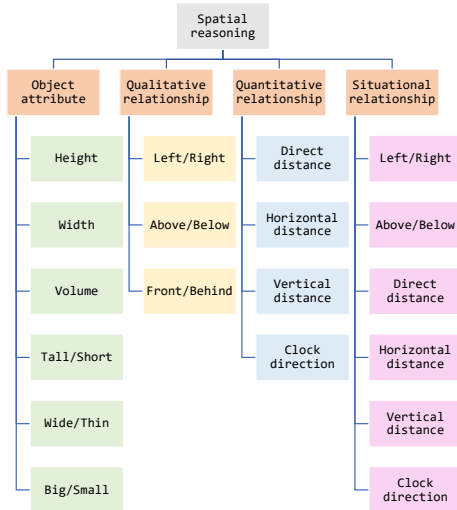 Spatial
reasoning
Object
attribute
Qualitative
relationship
Quantitative
relationship
Situational
relationship
Height
Width
Volume
Tall/Short
Wide/Thin
Big/Small
Left/Right
Above/Below
Front/Behind
Direct
distance
Horizontal
distance
Vertical
distance
Clock
direction
Left/Right
Above/Below
Direct
distance
Horizontal
distance
Vertical
distance
Clock
direction